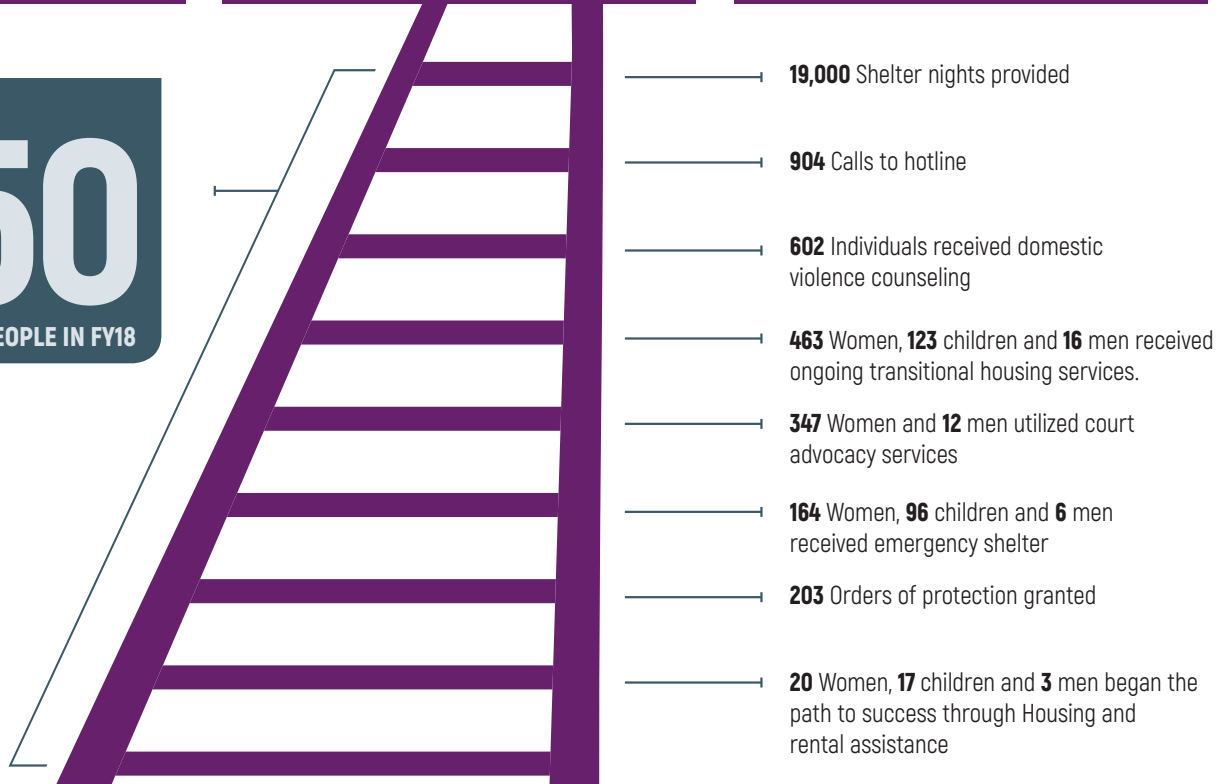 50
IN FY18
19,000 Shelter nights provided
904 Calls to hotline
602 Individuals received domestic
violence counseling
463 Women, 123 children and 16 men received
ongoing transitional housing services.
347 Women and 12 men utilized court
advocacy services
164 Women, 96 children and 6 men
received emergency shelter
203 Orders of protection granted
20 Women, 17 children and 3 men began the
path to success through Housing and
rental assistance